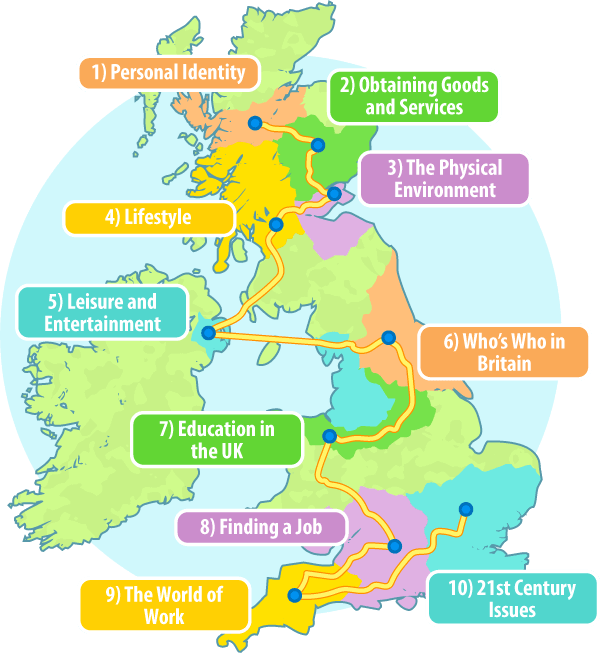 1) Personal Identity
2) Obtaining Goods
and Services
3) The Physical
Environment
4) Lifestyle
5) Leisure and
Entertainment
6) Who's Who in
Britain
7) Education in
the UK
8) Finding a Job
9) The World of
Work
10) 21st Century
Issues